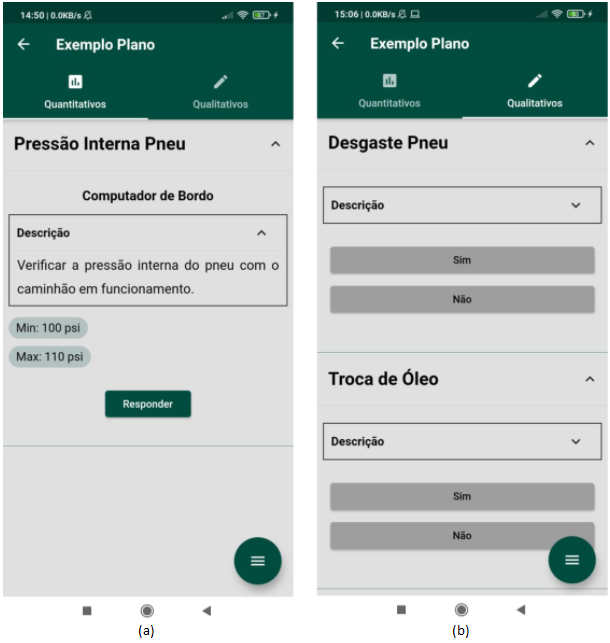 14:50 | 0.0KB/s
Exemplo Plano
Quantitativos
Qualitativos
Pressão Interna Pneu
Computador de Bordo
Descrição
Verificar a pressão interna do pneu com o
caminhão em funcionamento.
Min: 100 psi
Max: 110 psi
Responder
(a)
15:06 | 0.0KB/s
Exemplo Plano
Quantitativos
Qualitativos
Desgaste Pneu
Descrição
Sim
Não
Troca de Óleo
Descrição
Sim
Não
(b)